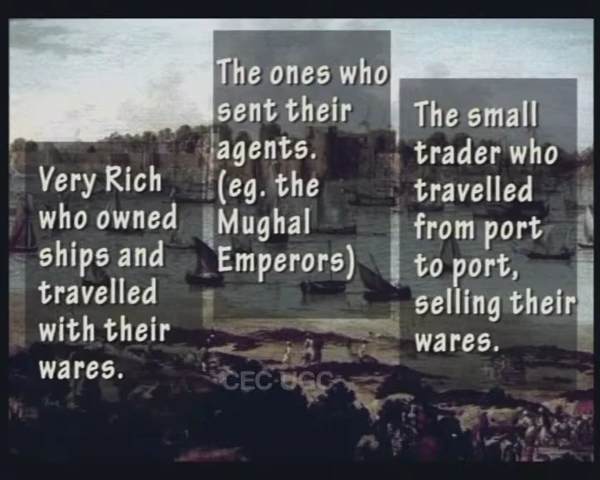 Very Rich
who owned
ships and
travelled
with their
wares.
The ones who
sent their
agents.
(eg. the
Mughal
Emperors)
The small
trader who
travelled
from port
to port,
selling their
wares.
CEC-UGC